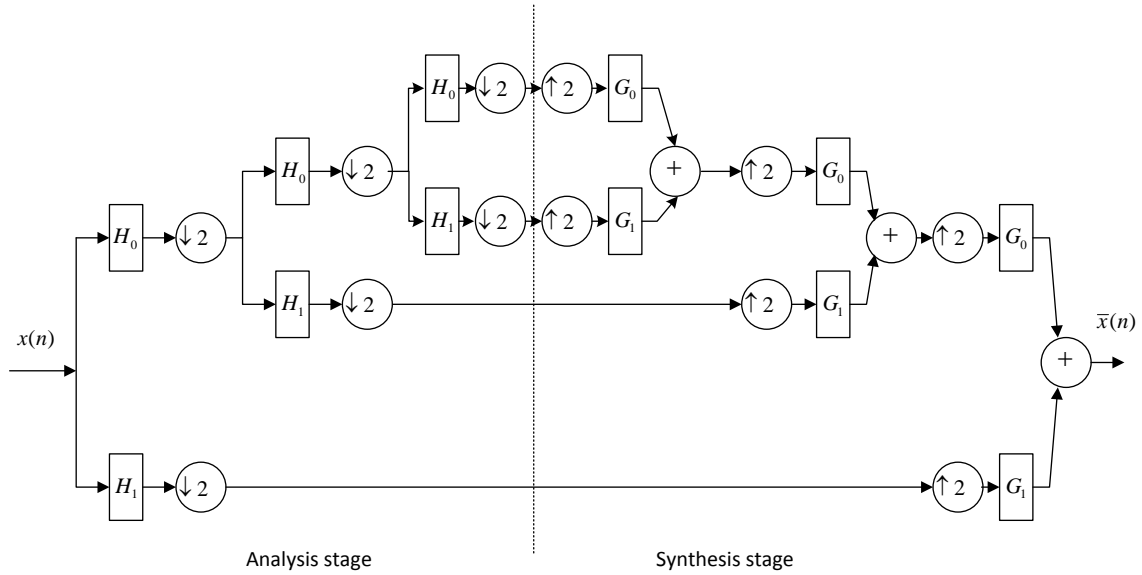 H₀ ↓2 ↑2 G₀
H₀ ↓2 + ↑2 G₀
H₁ ↓2 ↑2 G₁
H₀ ↓2 + ↑2 G₀
H₁ ↓2 ↑2 G₁
x(n) x̅(n)
+
H₁ ↓2 ↑2 G₁
Analysis stage Synthesis stage